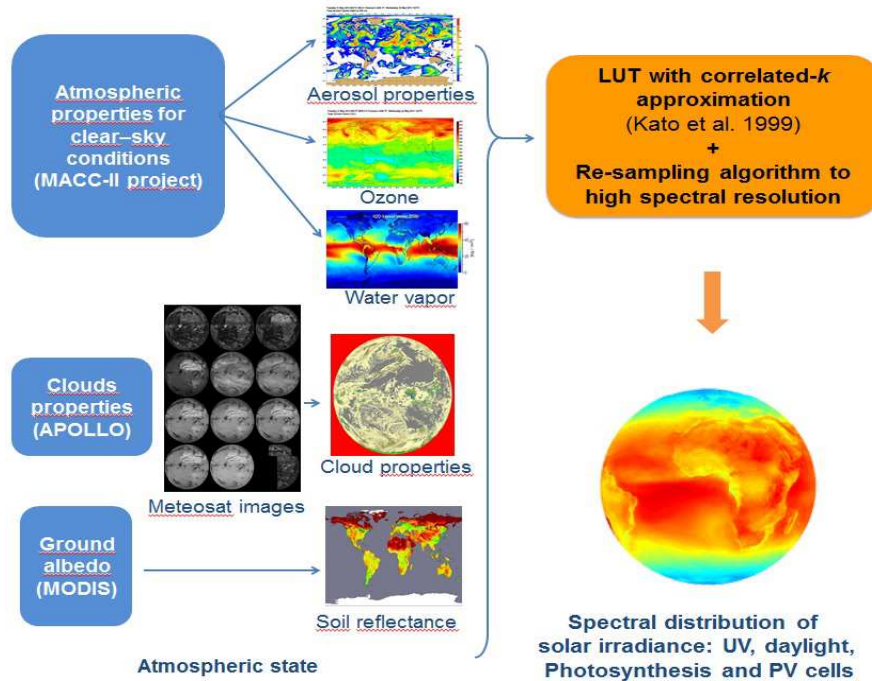 Atmospheric
properties for
clear–sky
conditions
(MACC-II project)
Aerosol properties
Ozone
Water vapor
Clouds
properties
(APOLLO)
Meteosat images
Cloud properties
Ground
albedo
(MODIS)
Soil reflectance
Atmospheric state
LUT with correlated-k
approximation
(Kato et al. 1999)
+
Re-sampling algorithm to
high spectral resolution
Spectral distribution of
solar irradiance: UV, daylight,
Photosynthesis and PV cells